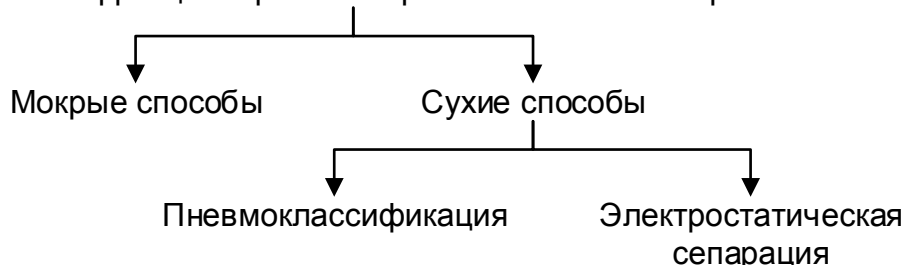 Мокрые способы
Сухие способы
Пневмоклассификация
Электростатическая
сепарация